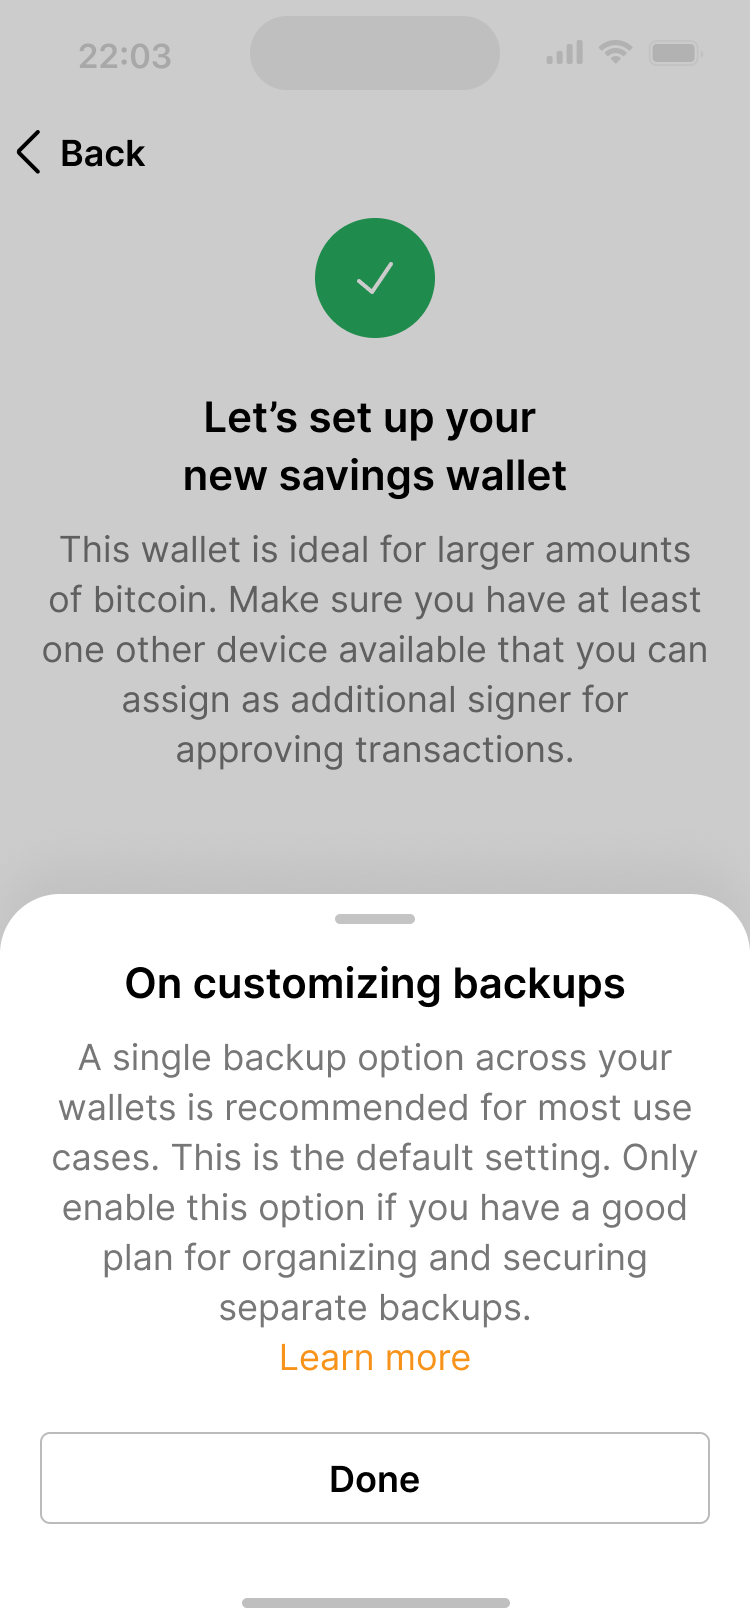 22:03
Back
Let’s set up your
new savings wallet
This wallet is ideal for larger amounts
of bitcoin. Make sure you have at least
one other device available that you can
assign as additional signer for
approving transactions.
On customizing backups
A single backup option across your
wallets is recommended for most use
cases. This is the default setting. Only
enable this option if you have a good
plan for organizing and securing
separate backups.
Learn more
Done